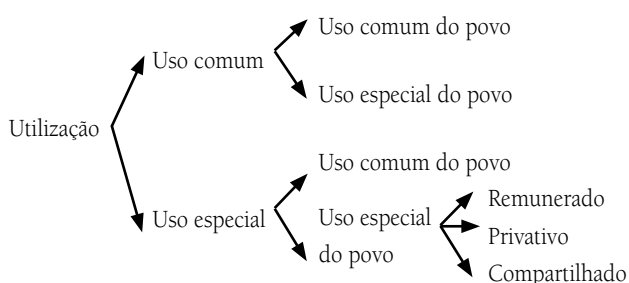 Utilização
Uso comum
Uso comum do povo
Uso especial do povo
Uso especial
Uso comum do povo
Uso especial
do povo
Remunerado
Privativo
Compartilhado